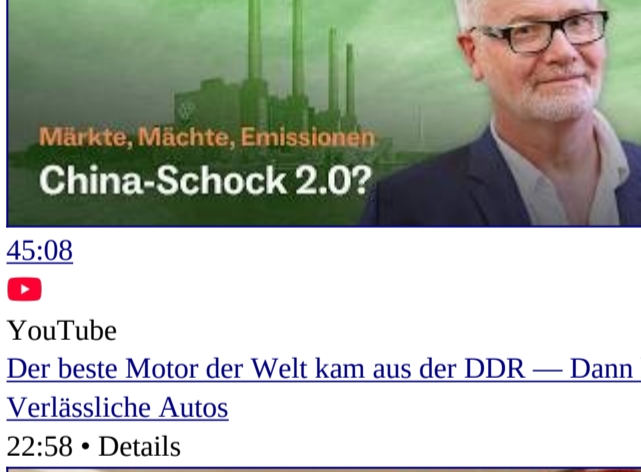 Märkte, Mächte, Emissionen
China-Schock 2.0?
45:08
YouTube
Der beste Motor der Welt kam aus der DDR — Dann
Verlässliche Autos
22:58 • Details